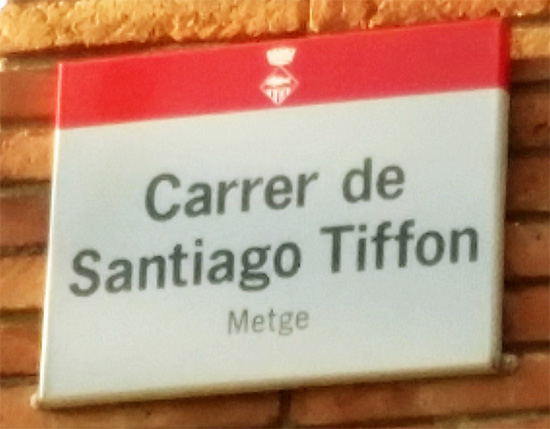 Carrer de
Santiago Tiffon
Metge